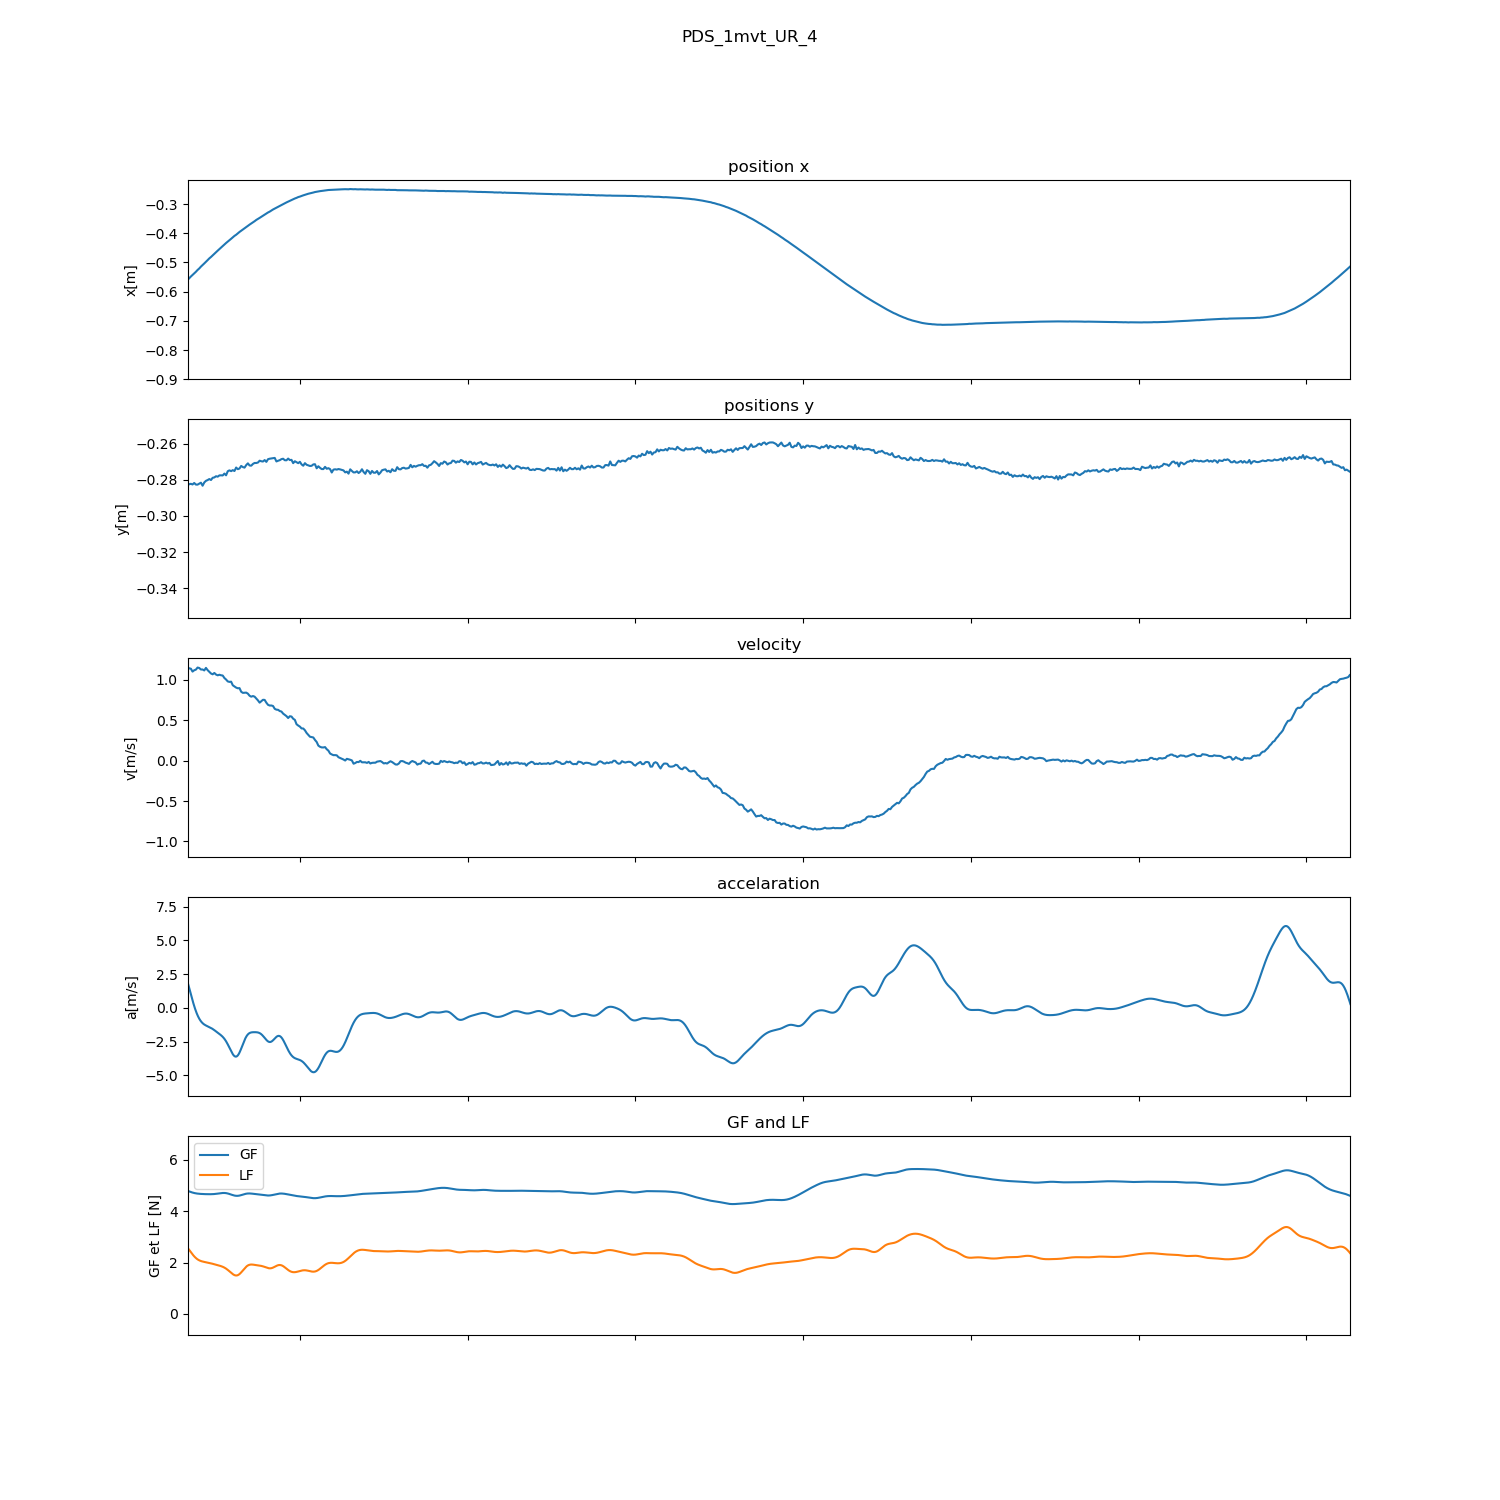 PDS_1mvt_UR_4
position x
−0.3
−0.4
−0.5
−0.6
−0.7
−0.8
−0.9
x[m]
positions y
−0.26
−0.28
−0.30
−0.32
−0.34
y[m]
velocity
1.0
0.5
0.0
−0.5
−1.0
v[m/s]
accelaration
7.5
5.0
2.5
0.0
−2.5
−5.0
a[m/s]
GF and LF
GF
LF
6
4
2
0
GF et LF [N]